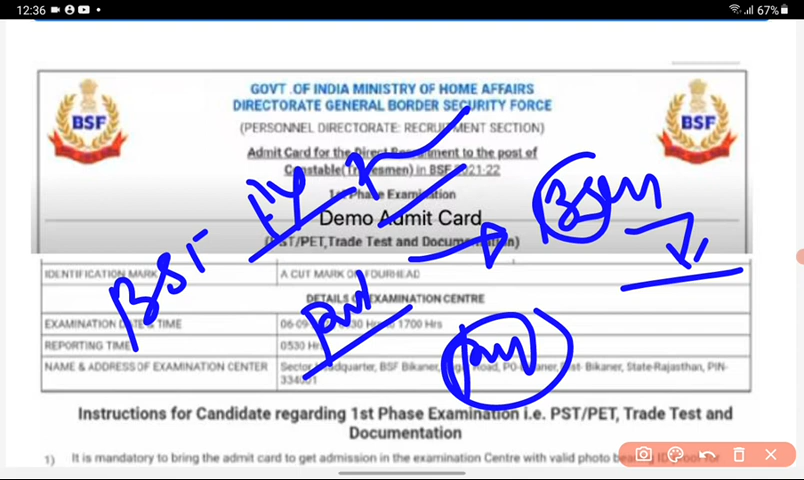 12:36
67%
GOVT .OF INDIA MINISTRY OF HOME AFFAIRS
DIRECTORATE GENERAL BORDER SECURITY FORCE
(PERSONNEL DIRECTORATE: RECRUITMENT SECTION)
Admit Card for the Direct Recruitment to the post of
Constable(Tradesmen) in BSF 2021-22
1st Phase Examination
Demo Admit Card
(PST/PET,Trade Test and Documentation)
BSF
BSF
IDENTIFICATION MARK A CUT MARK ON FOURHEAD
DETAILS OF EXAMINATION CENTRE
EXAMINATION DATE & TIME 06-09- Hrs 1700 Hrs
REPORTING TIME 0530 Hr
NAME & ADDRESS OF EXAMINATION CENTER Sector Headquarter, BSF Bikaner, Road, PO- Bikaner, Bikaner, State-Rajasthan, PIN-
Instructions for Candidate regarding 1st Phase Examination i.e. PST/PET, Trade Test and
Documentation
1) It is mandatory to bring the admit card to get admission in the examination Centre with valid photo